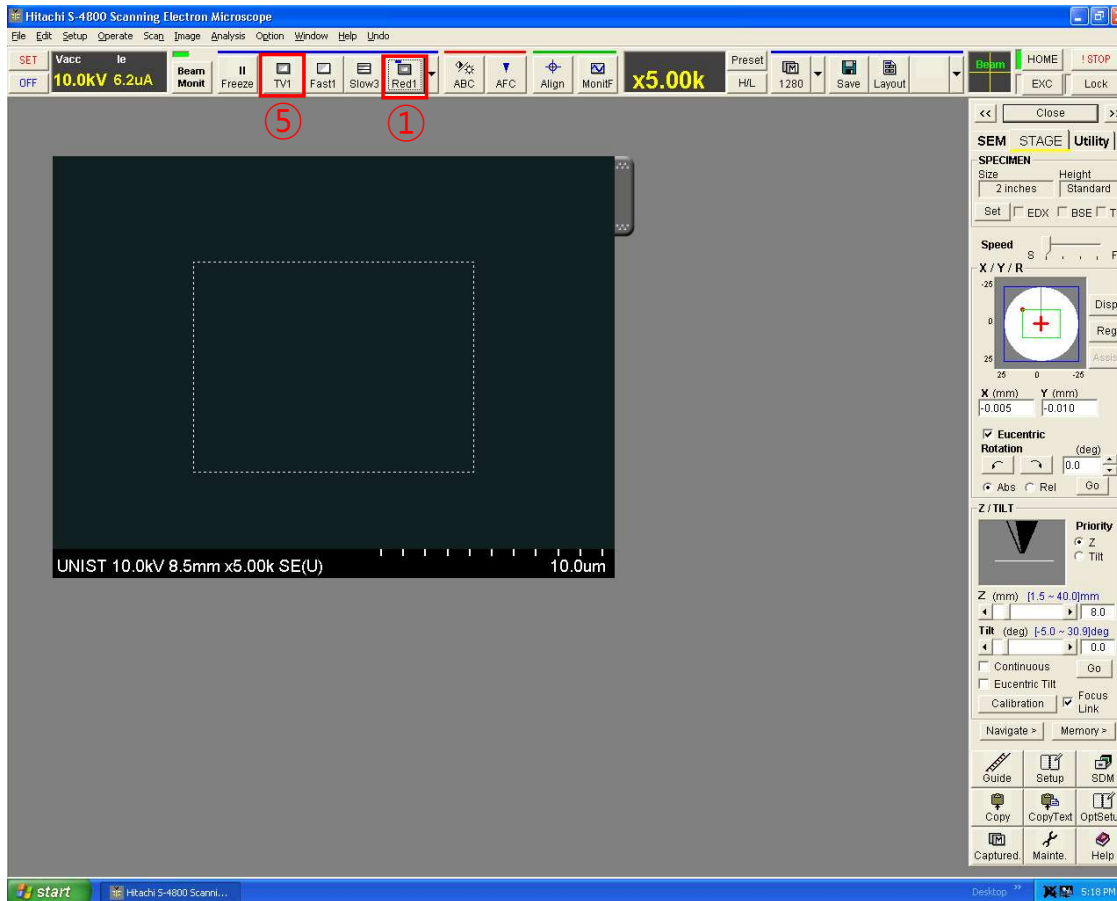 Hitachi S-4800 Scanning Electron Microscope
File Edit Setup Operate Scan Image Analysis Option Window Help Undo
SET Vacc Ie Preset HOME !STOP
OFF 10.0kV 6.2uA Beam Monit Freeze TV1 Fast1 Slow3 Red1 ABC AFC Align MonitF x5.00k H/L 1280 Save Layout Beam EXC Lock
⑤ ①
<< Close
SEM STAGE Utility
SPECIMEN
Size Height
2 inches Standard
Set EDX BSE T
Speed S F
X / Y / R
-25
0
25
25 0 -25
Disp
Reg
Assis
X (mm) Y (mm)
-0.005 -0.010
Eucentric
Rotation (deg)
0.0
Abs Rel Go
Z / TILT
Priority
Z
Tilt
Z (mm) [1.5 ~ 40.0]mm
8.0
Tilt (deg) [-5.0 ~ 30.9]deg
0.0
Continuous Go
Eucentric Tilt
Calibration Focus Link
Navigate > Memory >
Guide Setup SDM
Copy CopyText OptSetu
Captured. Mainte. Help
UNIST 10.0kV 8.5mm x5.00k SE(U) 10.0um
start Hitachi S-4800 Scanni... Desktop » 5:18 PM